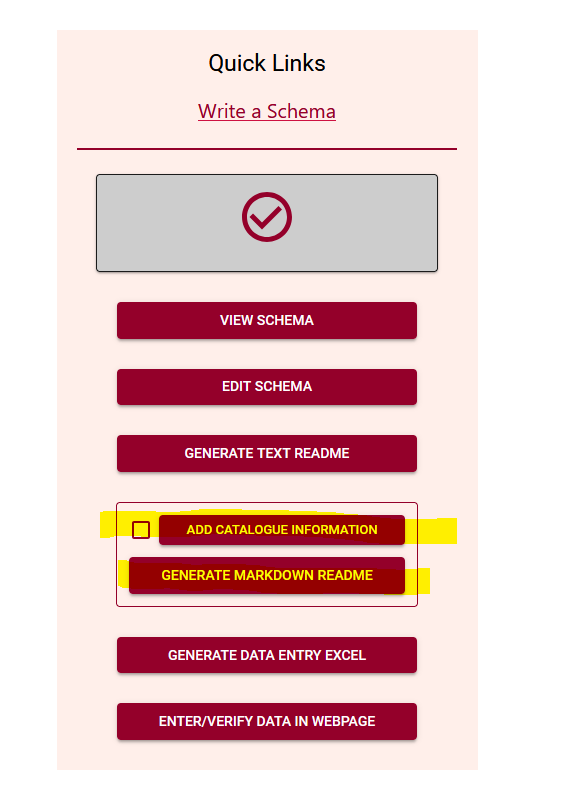 Quick Links
Write a Schema
VIEW SCHEMA
EDIT SCHEMA
GENERATE TEXT README
ADD CATALOGUE INFORMATION
GENERATE MARKDOWN README
GENERATE DATA ENTRY EXCEL
ENTER/VERIFY DATA IN WEBPAGE